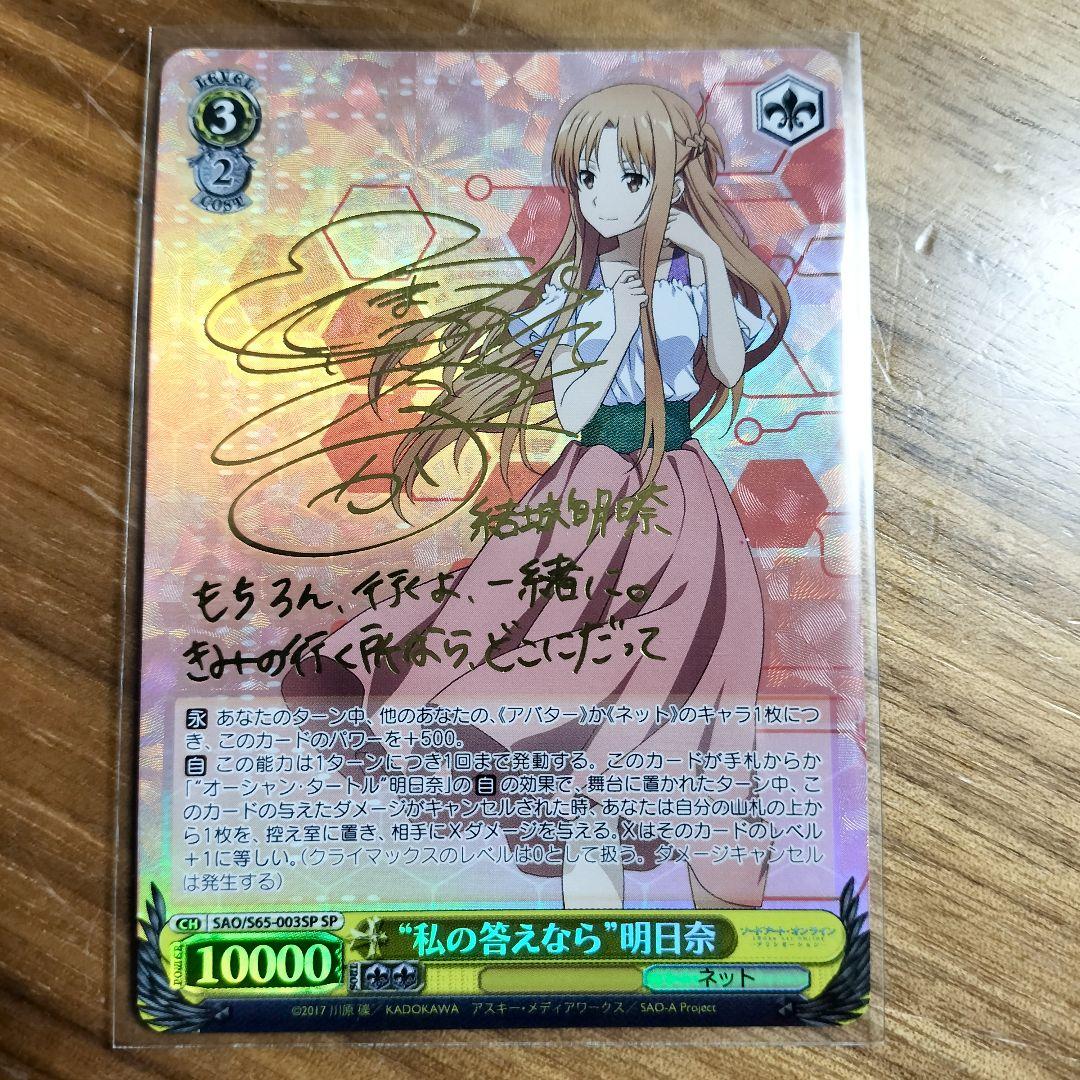 LEVEL
3
2
COST
結城明日奈
もちろん、行くよ、一緒に。
きみの行く所なら、どこにだって
永 あなたのターン中、他のあなたの、《アバター》か《ネット》のキャラ1枚につ
き、このカードのパワーを+500。
自 この能力は1ターンにつき1回まで発動する。このカードが手札からか
「“オーシャン・タートル”明日奈」の 自 の効果で、舞台に置かれたターン中、こ
のカードの与えたダメージがキャンセルされた時、あなたは自分の山札の上か
ら1枚を、控え室に置き、相手にXダメージを与える。Xはそのカードのレベル
+1に等しい。(クライマックスのレベルは0として扱う。ダメージキャンセル
は発生する)
CH SAO/S65-003SP SP
“私の答えなら”明日奈
ソードアート・オンライン
POWER 10000 SOUL
ネット
©2017 川原 礫/KADOKAWA アスキー・メディアワークス/SAO-A Project